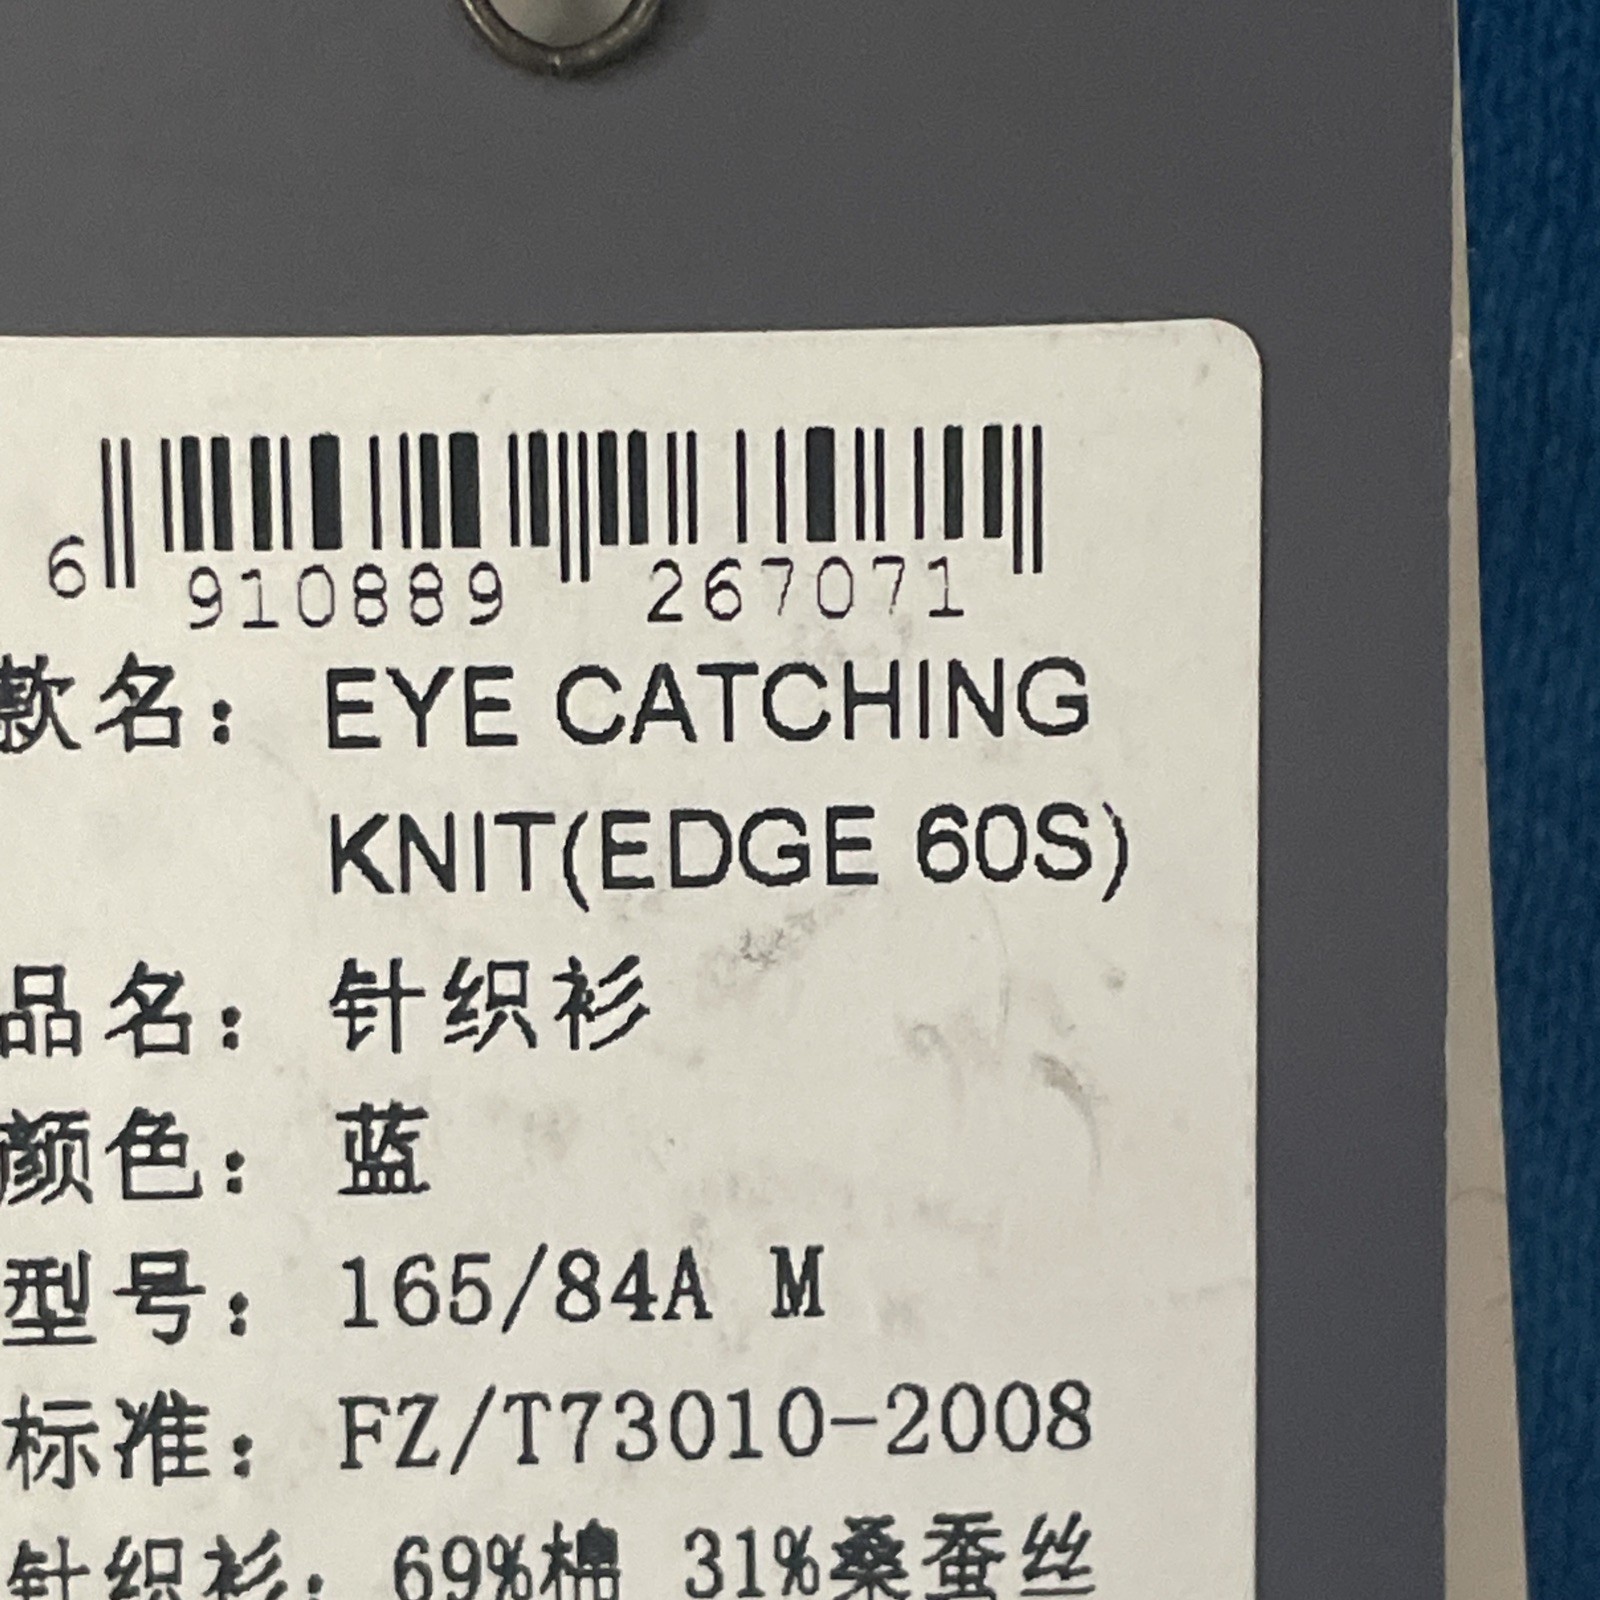 6 910889 267071
款名： EYE CATCHING
KNIT(EDGE 60S)
品名： 针织衫
颜色： 蓝
型号： 165/84A M
标准： FZ/T73010-2008
针织衫： 69%棉 31%桑蚕丝